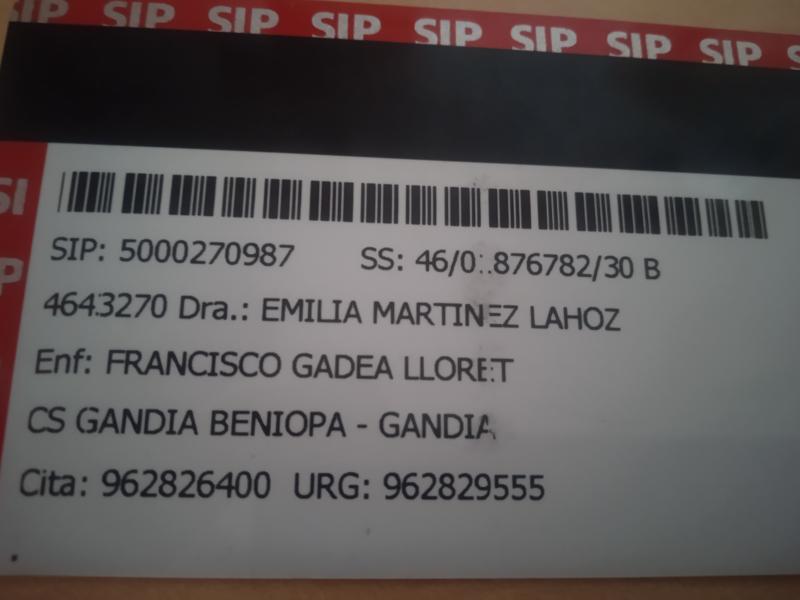 SIP SIP SIP SIP SIP SIP SIP SIP
SI
P
SIP: 5000270987 SS: 46/0 .876782/30 B
4643270 Dra.: EMILIA MARTINEZ LAHOZ
Enf: FRANCISCO GADEA LLORET
CS GANDIA BENIOPA - GANDIA
Cita: 962826400 URG: 962829555